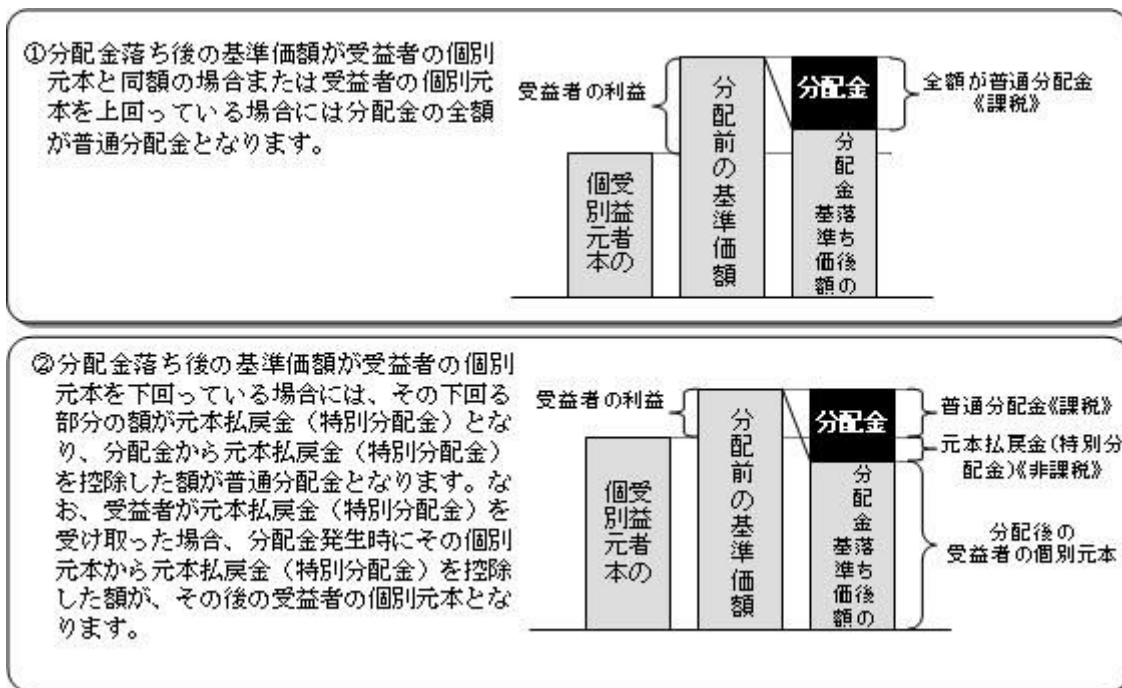 ①分配金落ち後の基準価額が受益者の個別
元本と同額の場合または受益者の個別元
本を上回っている場合には分配金の全額
が普通分配金となります。
受益者の利益
受益者の
個別元本
分配前の基準価額
分配金
分配金落ち後の
基準価額
全額が普通分配金
《課税》
②分配金落ち後の基準価額が受益者の個別
元本を下回っている場合には、その下回る
部分の額が元本払戻金（特別分配金）とな
り、分配金から元本払戻金（特別分配金）
を控除した額が普通分配金となります。な
お、受益者が元本払戻金（特別分配金）を
受け取った場合、分配金発生時にその個別
元本から元本払戻金（特別分配金）を控除
した額が、その後の受益者の個別元本とな
ります。
受益者の利益
受益者の
個別元本
分配前の基準価額
分配金
分配金落ち後の
基準価額
普通分配金《課税》
元本払戻金(特別分
配金)《非課税》
分配後の
受益者の個別元本